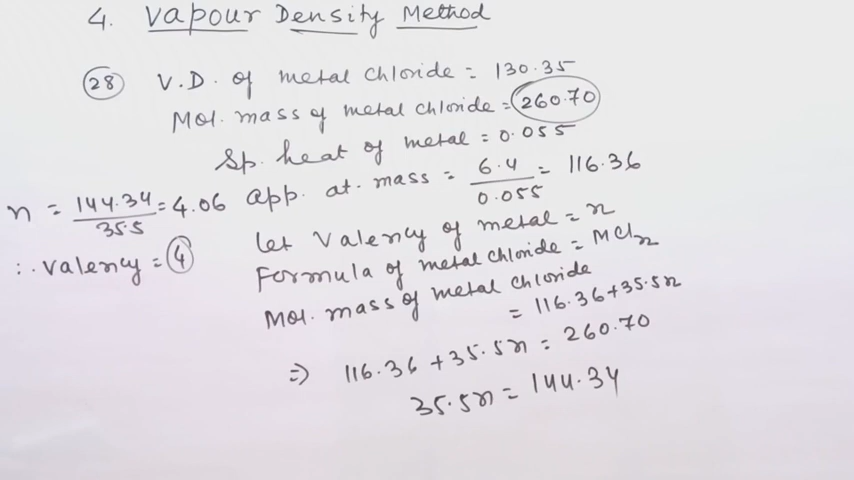 4. Vapour Density Method
28 V.D. of metal chloride = 130.35
Mol. mass of metal chloride = 260.70
Sp. heat of metal = 0.055
app. at. mass = 6.4 / 0.055 = 116.36
Let Valency of metal = n
Formula of metal chloride = MCln
Mol. mass of metal chloride
= 116.36 + 35.5n
=> 116.36 + 35.5n = 260.70
35.5n = 144.34
n = 144.34 / 35.5 = 4.06
∴ Valency = 4